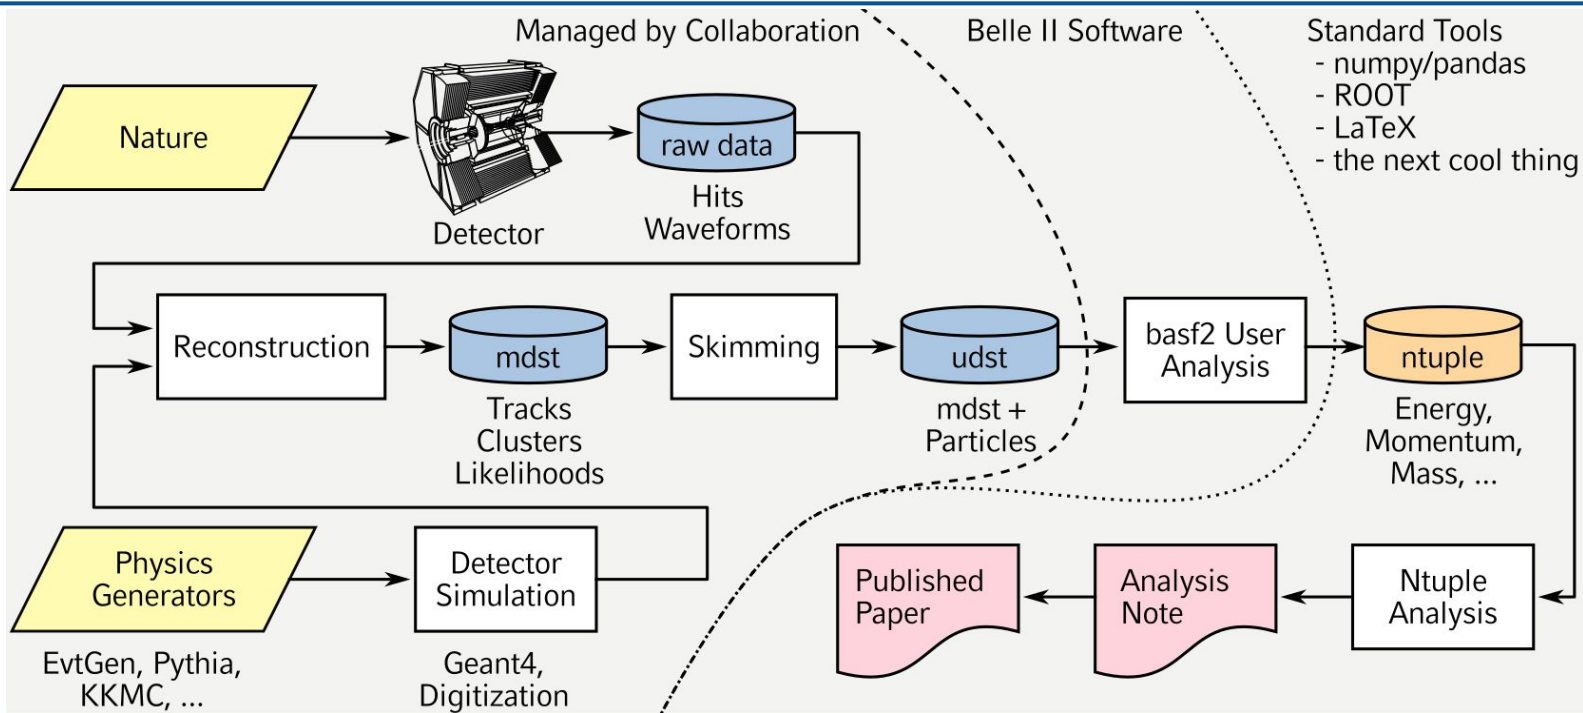 Managed by Collaboration
Belle II Software
Standard Tools
- numpy/pandas
- ROOT
- LaTeX
- the next cool thing
Nature
Detector
raw data
Hits
Waveforms
Reconstruction
mdst
Tracks
Clusters
Likelihoods
Skimming
udst
mdst +
Particles
basf2 User
Analysis
ntuple
Energy,
Momentum,
Mass, ...
Physics
Generators
EvtGen, Pythia,
KKMC, ...
Detector
Simulation
Geant4,
Digitization
Published
Paper
Analysis
Note
Ntuple
Analysis